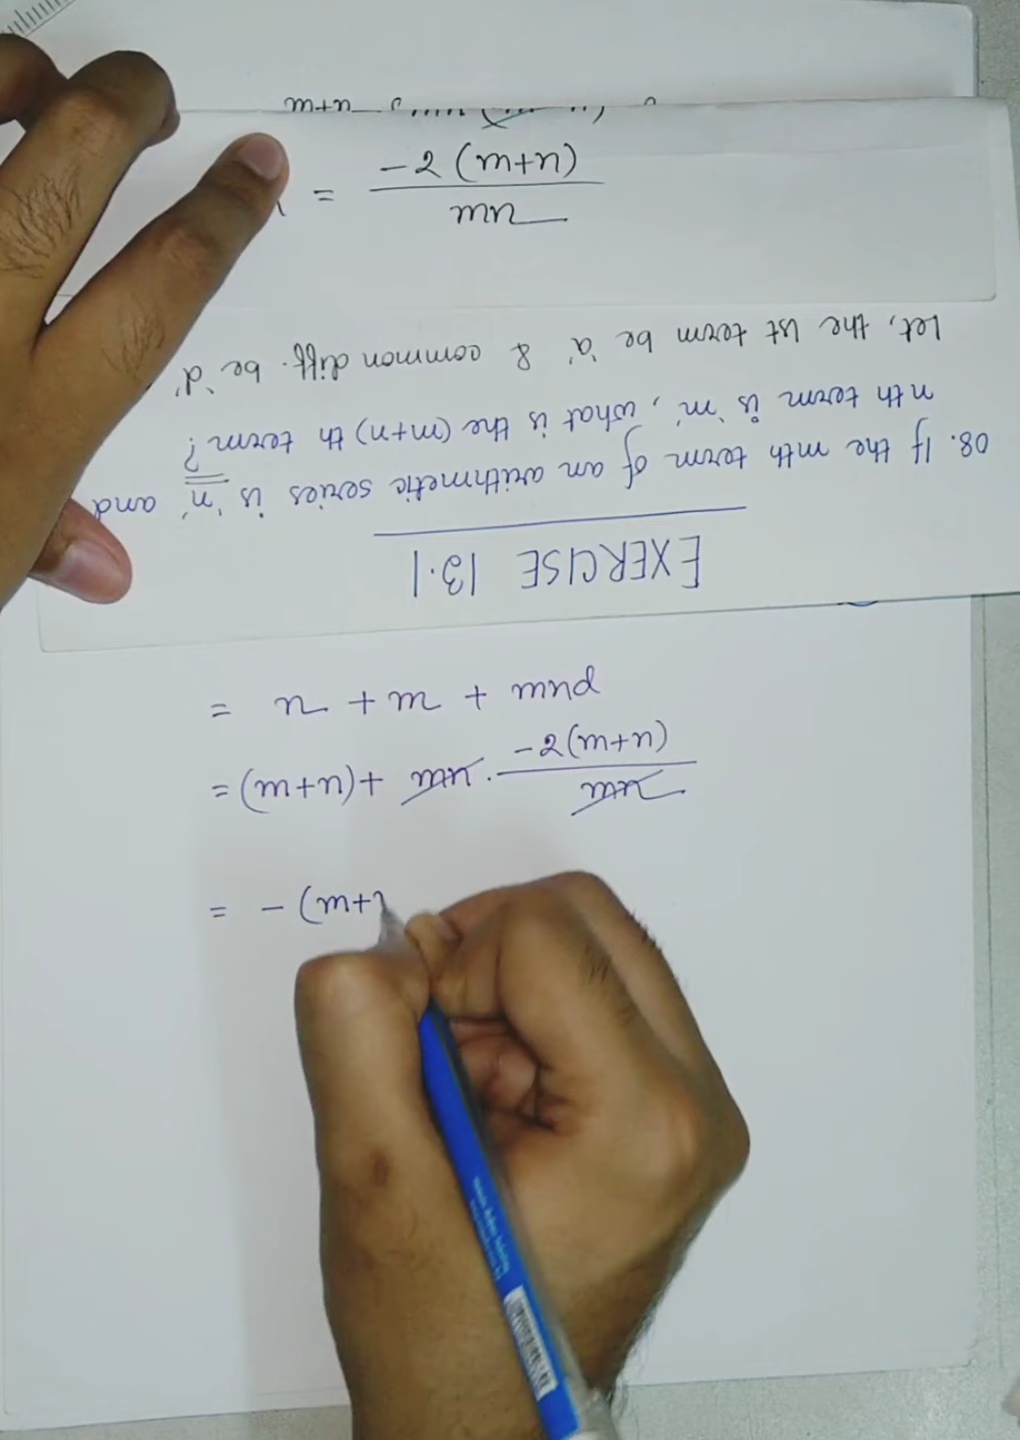 = -2 (m+n) / mn
EXERCISE 13.1
08. If the mth term of an arithmetic series is 'n' and
nth term is 'm', what is the (m+n) th term?
Let, the 1st term be 'a' & common diff. be 'd'
= n + m + mnd
= (m+n) + mn · -2(m+n) / mn
= - (m+n